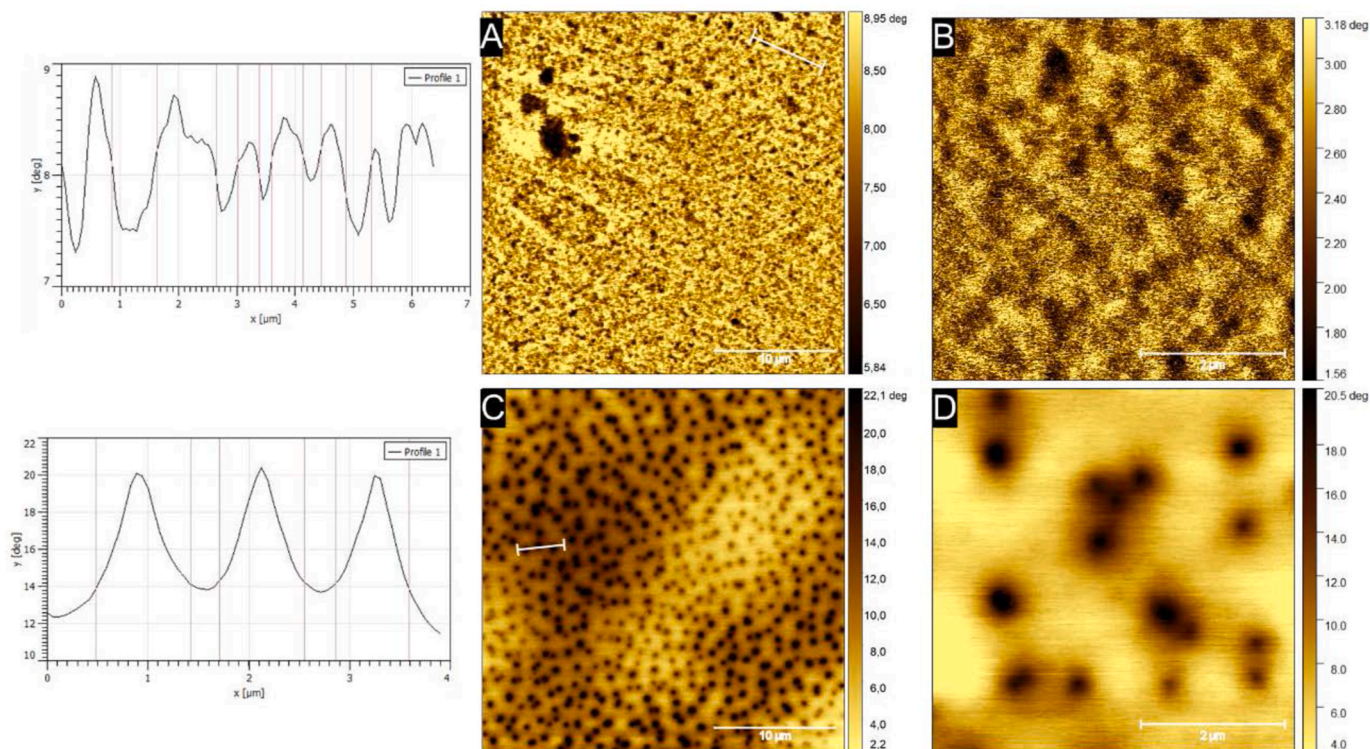 A
8,95 deg
8,50
8,00
7,50
7,00
6,50
5,84
10 µm
B
3.18 deg
3.00
2.80
2.60
2.40
2.20
2.00
1.80
1.56
2 µm
9
8
7
y [deg]
Profile 1
0 1 2 3 4 5 6 7
x [µm]
C
22,1 deg
20,0
18,0
16,0
14,0
12,0
10,0
8,0
6,0
4,0
2,2
10 µm
D
20.5 deg
18.0
16.0
14.0
12.0
10.0
8.0
6.0
4.0
2 µm
22
20
18
16
14
12
10
y [deg]
Profile 1
0 1 2 3 4
x [µm]